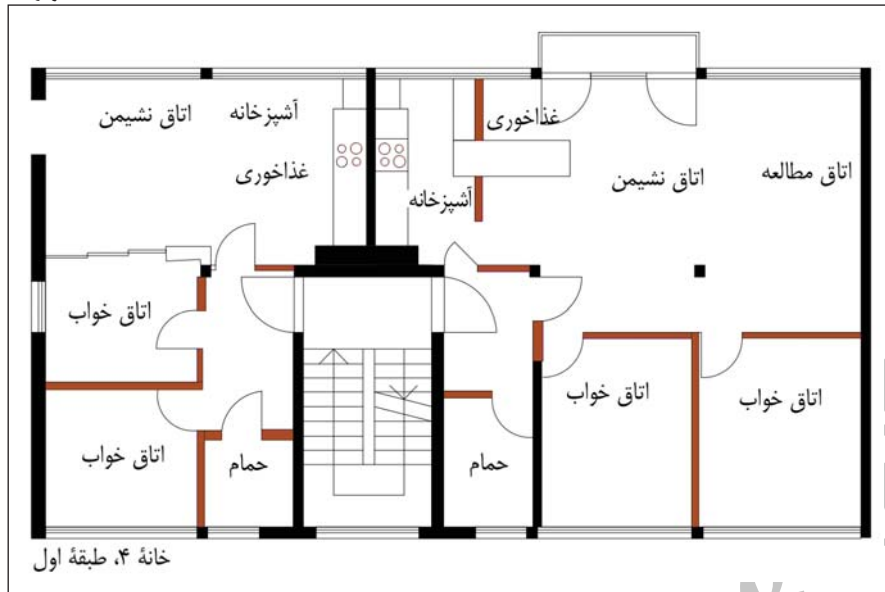 آشپزخانه
اتاق نشیمن
غذاخوری
غذاخوری
اتاق مطالعه
اتاق نشیمن
آشپزخانه
اتاق خواب
اتاق خواب
اتاق خواب
اتاق خواب
حمام
حمام
خانهٔ ۴، طبقهٔ اول